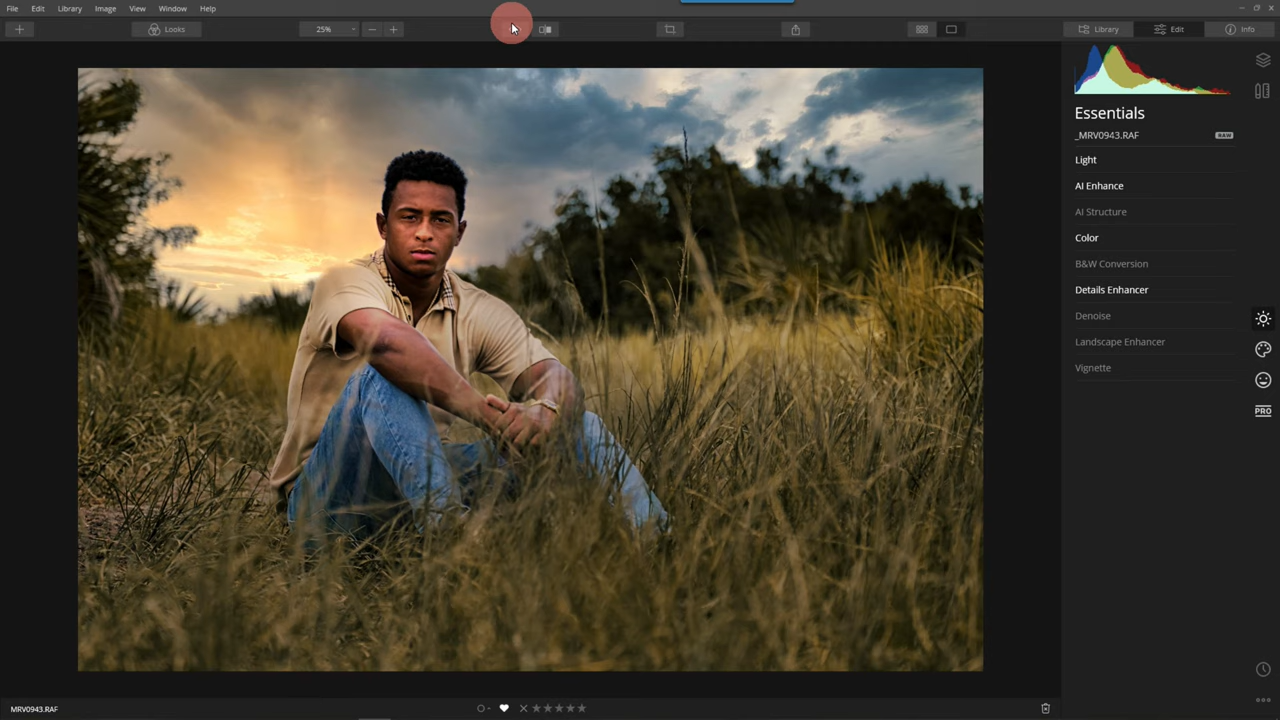 File Edit Library Image View Window Help
Looks 25% Library Edit Info
Essentials
_MRV0943.RAF RAW
Light
AI Enhance
AI Structure
Color
B&W Conversion
Details Enhancer
Denoise
Landscape Enhancer
Vignette
PRO
MRV0943.RAF